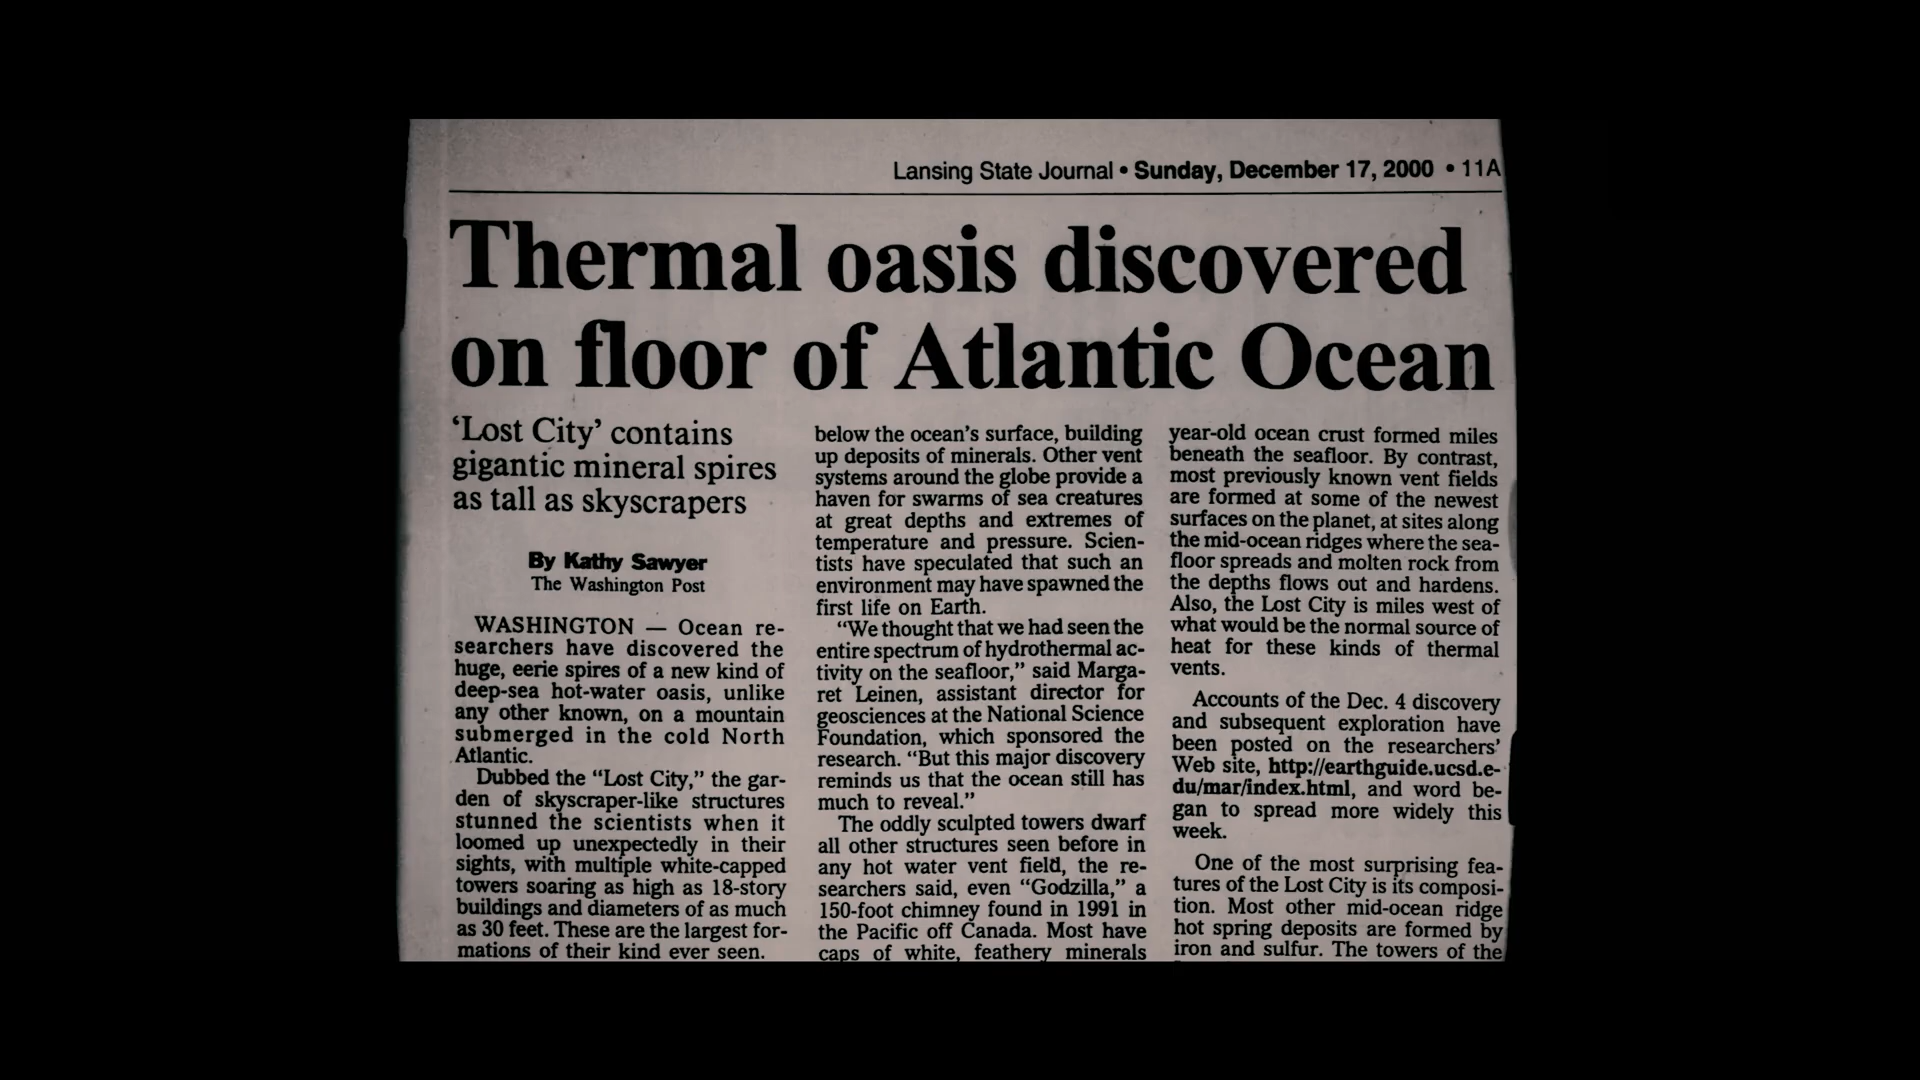 Lansing State Journal • Sunday, December 17, 2000 • 11A
Thermal oasis discovered
on floor of Atlantic Ocean
‘Lost City’ contains
gigantic mineral spires
as tall as skyscrapers
By Kathy Sawyer
The Washington Post
WASHINGTON — Ocean re-
searchers have discovered the
huge, eerie spires of a new kind of
deep-sea hot-water oasis, unlike
any other known, on a mountain
submerged in the cold North
Atlantic.
Dubbed the “Lost City,” the gar-
den of skyscraper-like structures
stunned the scientists when it
loomed up unexpectedly in their
sights, with multiple white-capped
towers soaring as high as 18-story
buildings and diameters of as much
as 30 feet. These are the largest for-
mations of their kind ever seen.
below the ocean’s surface, building
up deposits of minerals. Other vent
systems around the globe provide a
haven for swarms of sea creatures
at great depths and extremes of
temperature and pressure. Scien-
tists have speculated that such an
environment may have spawned the
first life on Earth.
“We thought that we had seen the
entire spectrum of hydrothermal ac-
tivity on the seafloor,” said Marga-
ret Leinen, assistant director for
geosciences at the National Science
Foundation, which sponsored the
research. “But this major discovery
reminds us that the ocean still has
much to reveal.”
The oddly sculpted towers dwarf
all other structures seen before in
any hot water vent field, the re-
searchers said, even “Godzilla,” a
150-foot chimney found in 1991 in
the Pacific off Canada. Most have
caps of white, feathery minerals
year-old ocean crust formed miles
beneath the seafloor. By contrast,
most previously known vent fields
are formed at some of the newest
surfaces on the planet, at sites along
the mid-ocean ridges where the sea-
floor spreads and molten rock from
the depths flows out and hardens.
Also, the Lost City is miles west of
what would be the normal source of
heat for these kinds of thermal
vents.
Accounts of the Dec. 4 discovery
and subsequent exploration have
been posted on the researchers’
Web site, http://earthguide.ucsd.e-
du/mar/index.html, and word be-
gan to spread more widely this
week.
One of the most surprising fea-
tures of the Lost City is its composi-
tion. Most other mid-ocean ridge
hot spring deposits are formed by
iron and sulfur. The towers of the